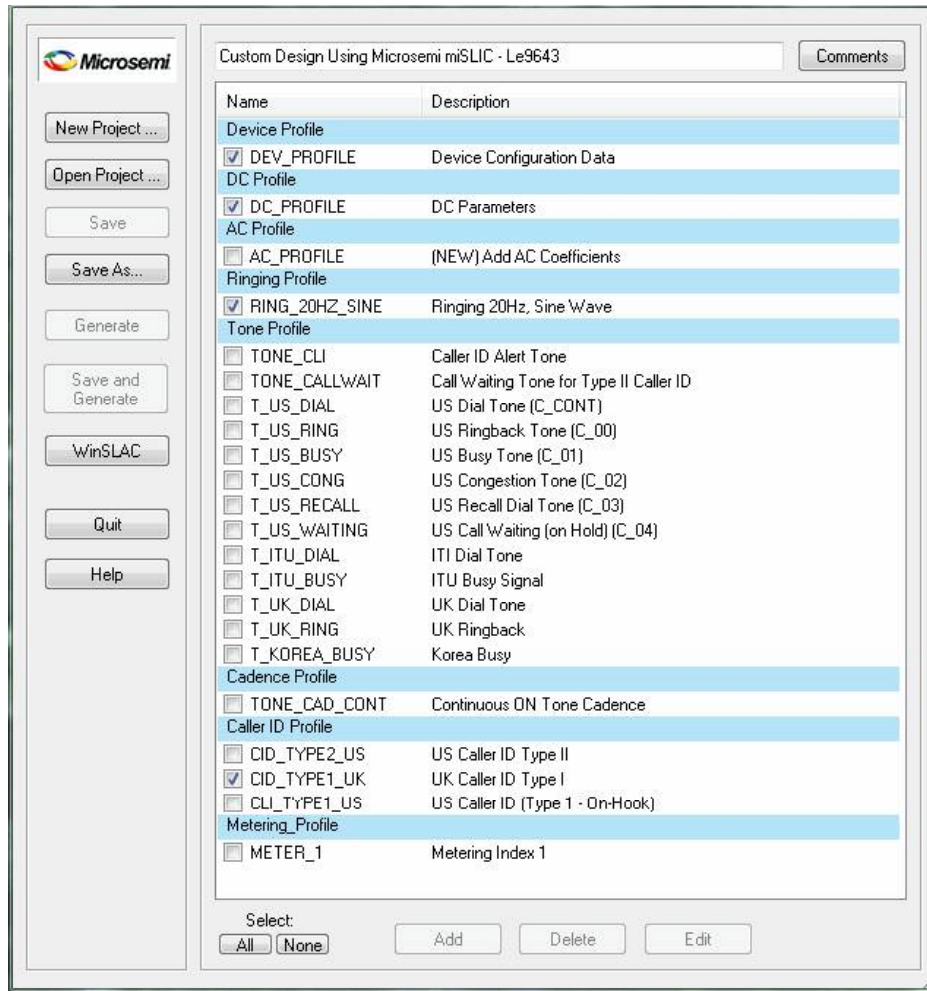 Microsemi
New Project ...
Open Project ...
Save
Save As...
Generate
Save and
Generate
WinSLAC
Quit
Help
Custom Design Using Microsemi miSLIC - Le9643
Comments
Name Description
Device Profile
DEV_PROFILE Device Configuration Data
DC Profile
DC_PROFILE DC Parameters
AC Profile
AC_PROFILE (NEW) Add AC Coefficients
Ringing Profile
RING_20HZ_SINE Ringing 20Hz, Sine Wave
Tone Profile
TONE_CLI Caller ID Alert Tone
TONE_CALLWAIT Call Waiting Tone for Type II Caller ID
T_US_DIAL US Dial Tone (C_CONT)
T_US_RING US Ringback Tone (C_00)
T_US_BUSY US Busy Tone (C_01)
T_US_CONG US Congestion Tone (C_02)
T_US_RECALL US Recall Dial Tone (C_03)
T_US_WAITING US Call Waiting (on Hold) (C_04)
T_ITU_DIAL ITI Dial Tone
T_ITU_BUSY ITU Busy Signal
T_UK_DIAL UK Dial Tone
T_UK_RING UK Ringback
T_KOREA_BUSY Korea Busy
Cadence Profile
TONE_CAD_CONT Continuous ON Tone Cadence
Caller ID Profile
CID_TYPE2_US US Caller ID Type II
CID_TYPE1_UK UK Caller ID Type I
CLI_TYPE1_US US Caller ID (Type 1 - On-Hook)
Metering_Profile
METER_1 Metering Index 1
Select:
All None
Add Delete Edit